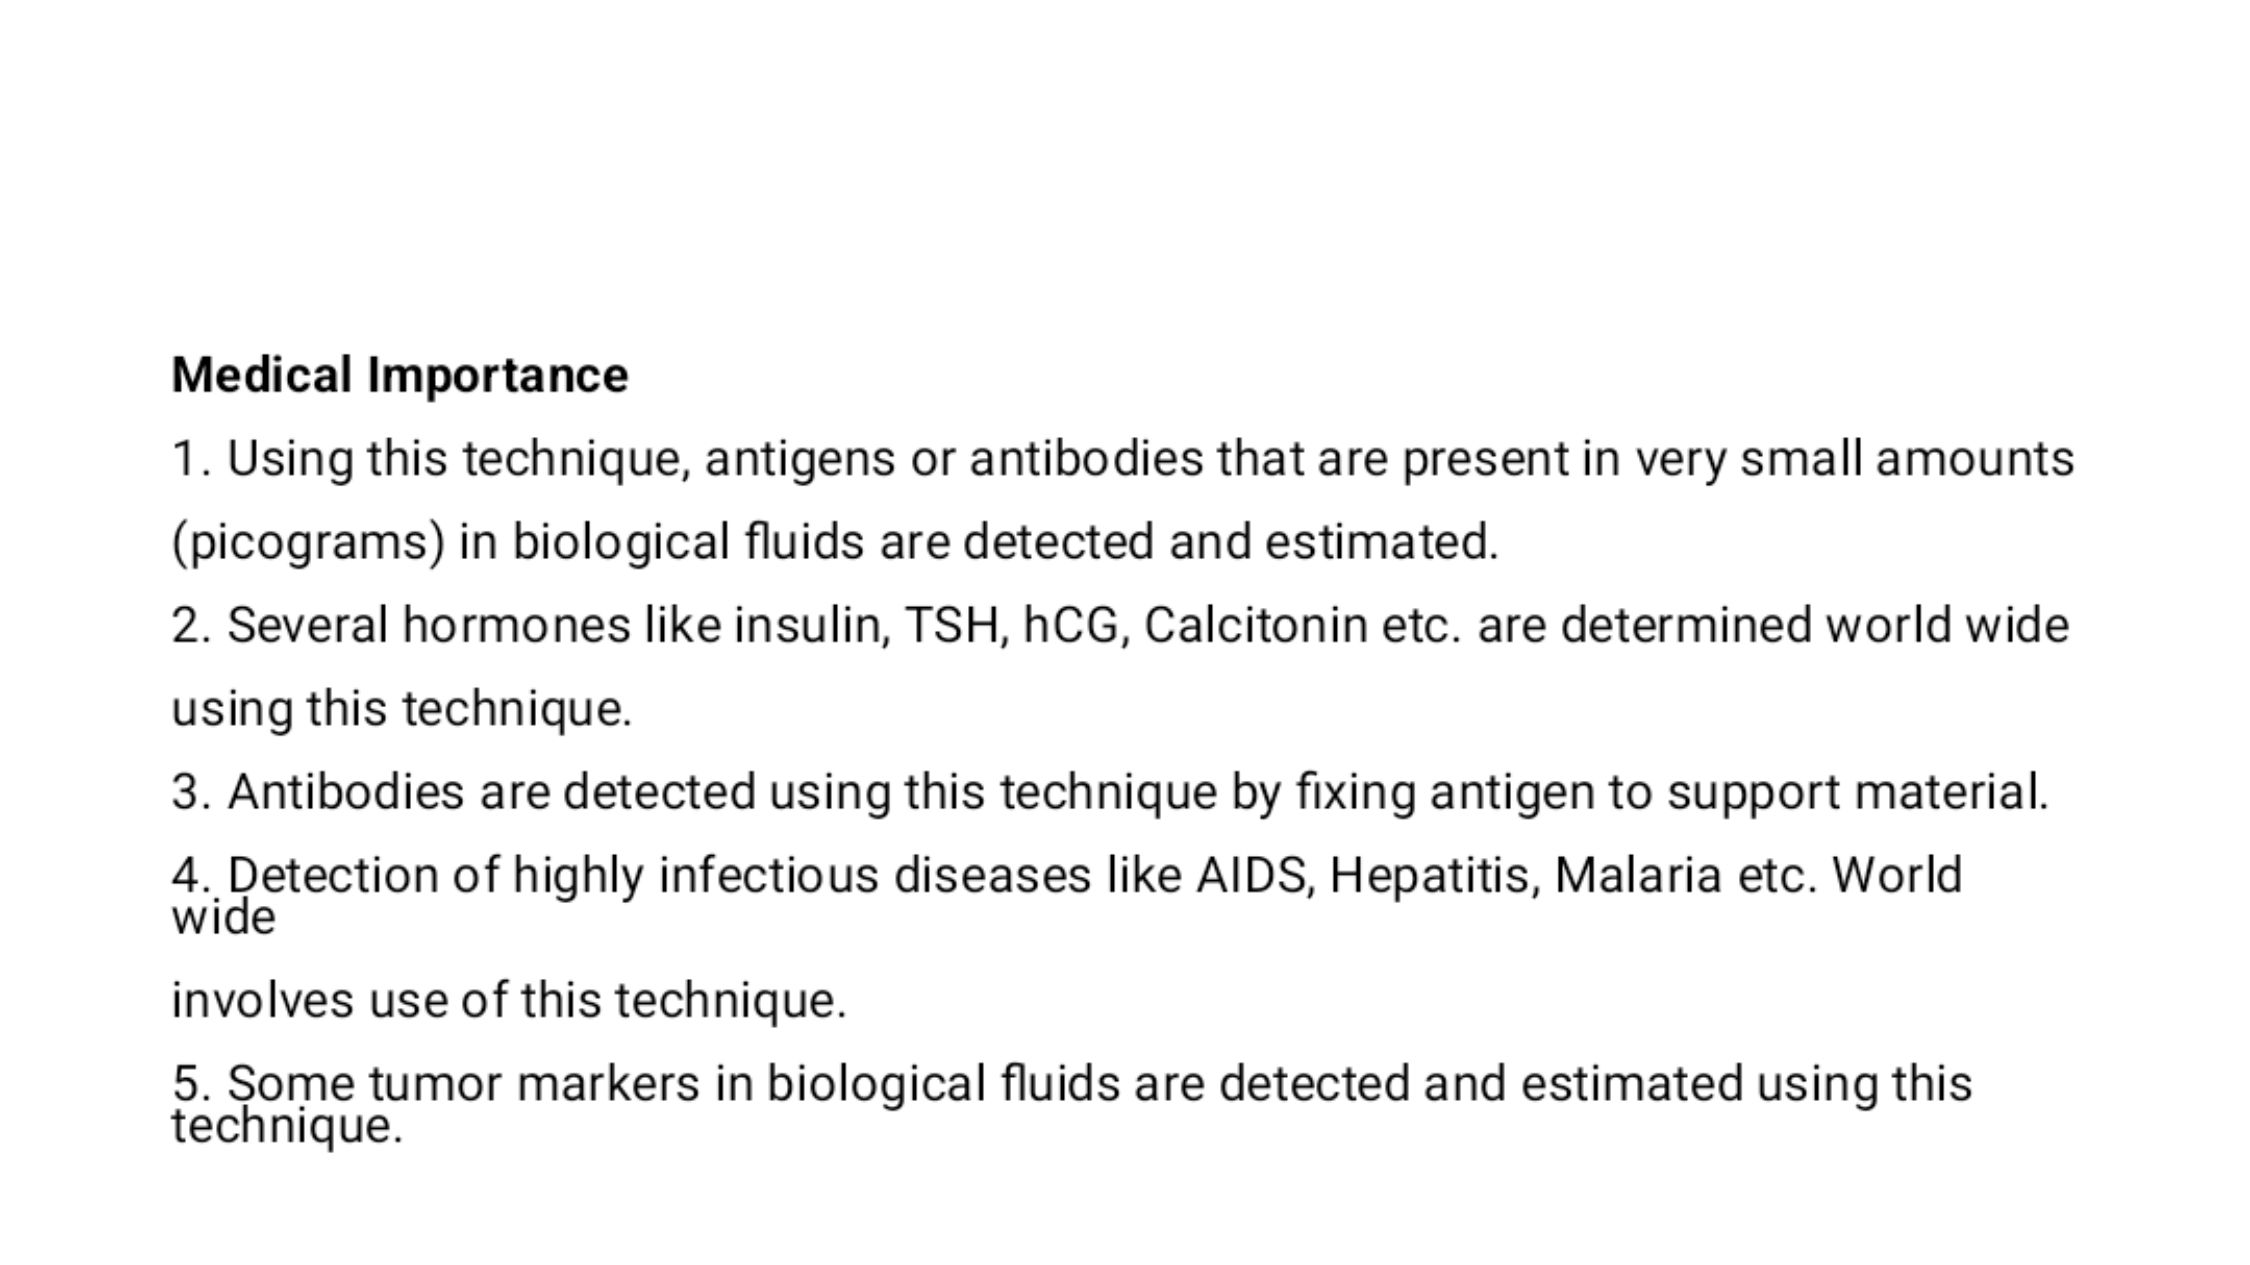 Medical Importance
1. Using this technique, antigens or antibodies that are present in very small amounts
(picograms) in biological fluids are detected and estimated.
2. Several hormones like insulin, TSH, hCG, Calcitonin etc. are determined world wide
using this technique.
3. Antibodies are detected using this technique by fixing antigen to support material.
4. Detection of highly infectious diseases like AIDS, Hepatitis, Malaria etc. World
wide
involves use of this technique.
5. Some tumor markers in biological fluids are detected and estimated using this
technique.